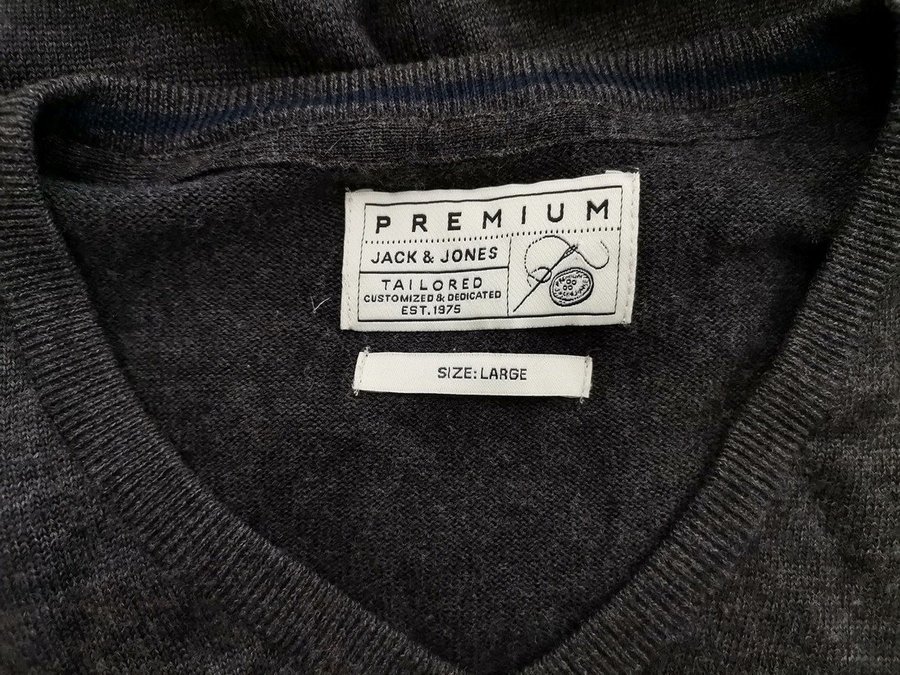 PREMIUM
JACK & JONES
TAILORED
CUSTOMIZED & DEDICATED
EST. 1975
SIZE: LARGE